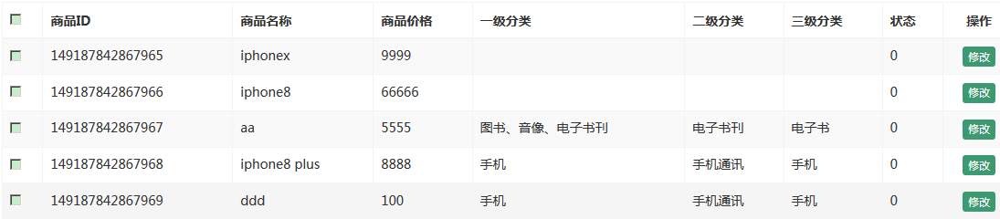 商品ID 商品名称 商品价格 一级分类 二级分类 三级分类 状态 操作
149187842867965 iphonex 9999 0 修改
149187842867966 iphone8 66666 0 修改
149187842867967 aa 5555 图书、音像、电子书刊 电子书刊 电子书 0 修改
149187842867968 iphone8 plus 8888 手机 手机通讯 手机 0 修改
149187842867969 ddd 100 手机 手机通讯 手机 0 修改